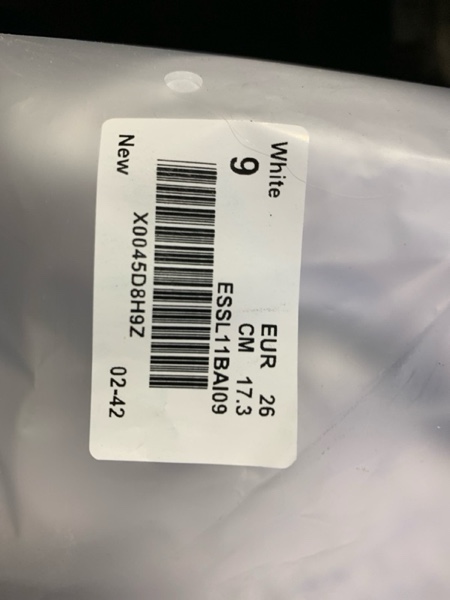 White
9
EUR 26
CM 17.3
ESSL11BAI09
X0045D8H9Z
New
02-42